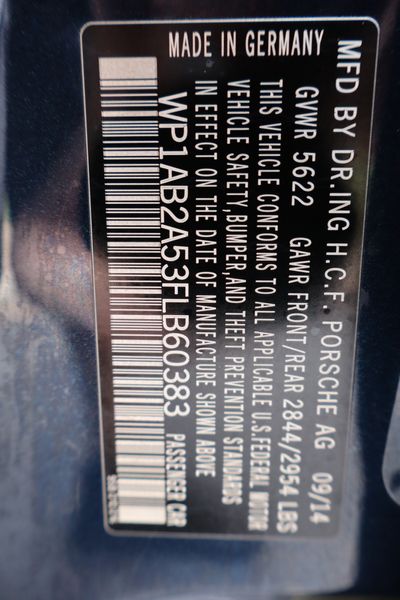 MFD BY DR.ING H.C.F. PORSCHE AG 09/14
GVWR 5622 GAWR FRONT/REAR 2844/2954 LBS
THIS VEHICLE CONFORMS TO ALL APPLICABLE U.S.FEDERAL MOTOR
VEHICLE SAFETY,BUMPER,AND THEFT PREVENTION STANDARDS
IN EFFECT ON THE DATE OF MANUFACTURE SHOWN ABOVE
WP1AB2A53FLB60383 PASSENGER CAR
MADE IN GERMANY